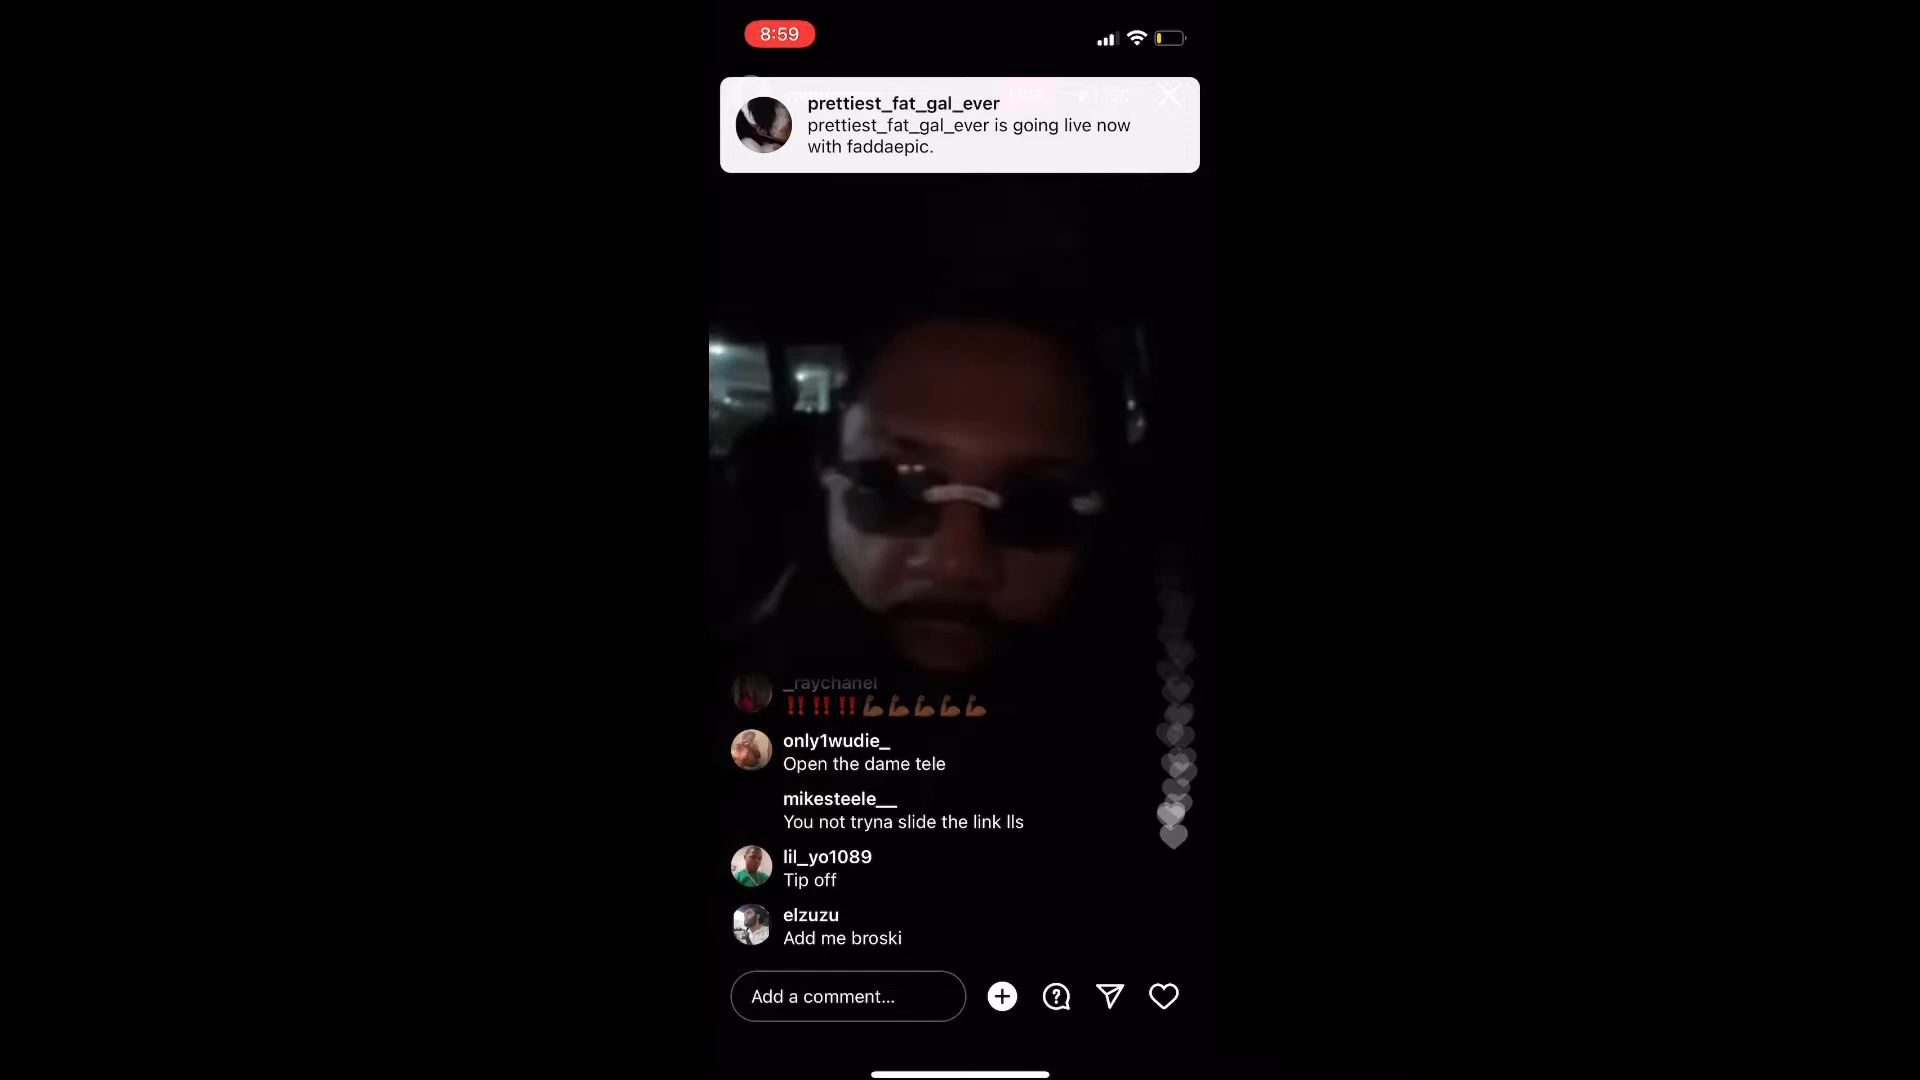 8:59
prettiest_fat_gal_ever
prettiest_fat_gal_ever is going live now
with faddaepic.
_raychanel
‼️‼️‼️💪🏾💪🏾💪🏾💪🏾💪🏾
only1wudie_
Open the dame tele
mikesteele__
You not tryna slide the link lls
lil_yo1089
Tip off
elzuzu
Add me broski
Add a comment...